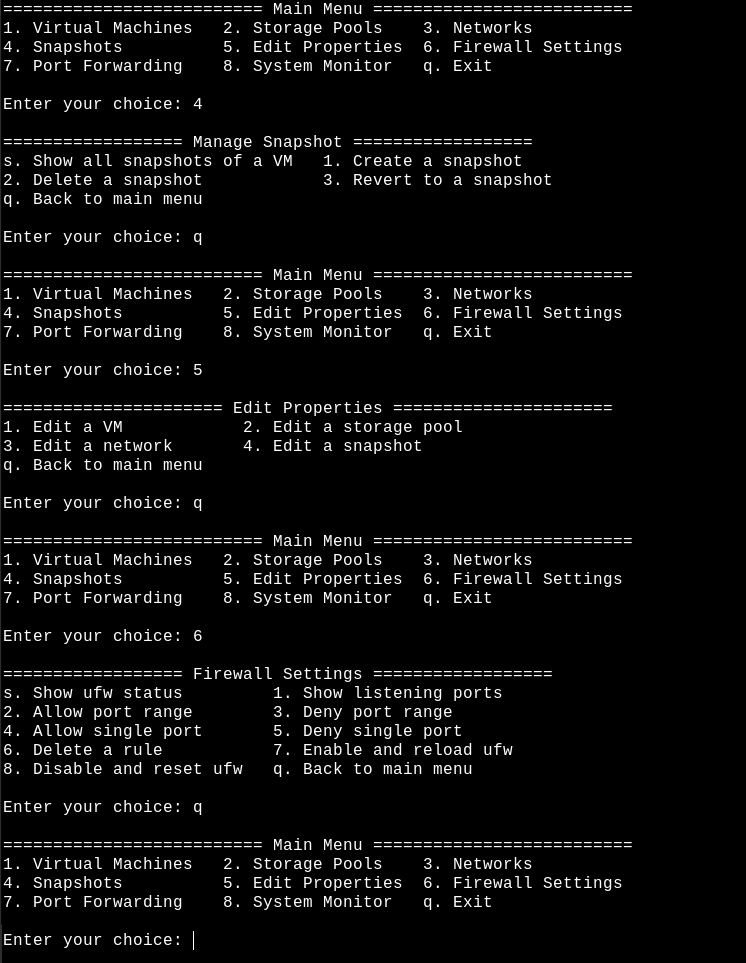 ========================== Main Menu ==========================
1. Virtual Machines   2. Storage Pools    3. Networks
4. Snapshots          5. Edit Properties  6. Firewall Settings
7. Port Forwarding    8. System Monitor   q. Exit

Enter your choice: 4

================== Manage Snapshot ==================
s. Show all snapshots of a VM   1. Create a snapshot
2. Delete a snapshot            3. Revert to a snapshot
q. Back to main menu

Enter your choice: q

========================== Main Menu ==========================
1. Virtual Machines   2. Storage Pools    3. Networks
4. Snapshots          5. Edit Properties  6. Firewall Settings
7. Port Forwarding    8. System Monitor   q. Exit

Enter your choice: 5

====================== Edit Properties ======================
1. Edit a VM            2. Edit a storage pool
3. Edit a network       4. Edit a snapshot
q. Back to main menu

Enter your choice: q

========================== Main Menu ==========================
1. Virtual Machines   2. Storage Pools    3. Networks
4. Snapshots          5. Edit Properties  6. Firewall Settings
7. Port Forwarding    8. System Monitor   q. Exit

Enter your choice: 6

================== Firewall Settings ==================
s. Show ufw status         1. Show listening ports
2. Allow port range        3. Deny port range
4. Allow single port       5. Deny single port
6. Delete a rule           7. Enable and reload ufw
8. Disable and reset ufw   q. Back to main menu

Enter your choice: q

========================== Main Menu ==========================
1. Virtual Machines   2. Storage Pools    3. Networks
4. Snapshots          5. Edit Properties  6. Firewall Settings
7. Port Forwarding    8. System Monitor   q. Exit

Enter your choice: